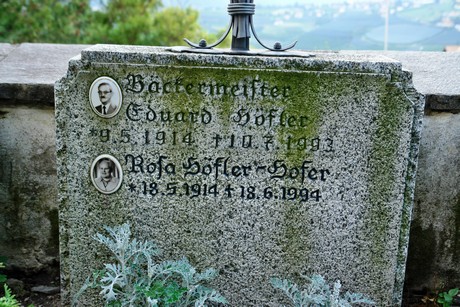 Bäckermeister
Eduard Höfler
* 9.5.1914 † 10.7.1993
Rosa Höfler-Hofer
* 18.5.1914 † 18.6.1994